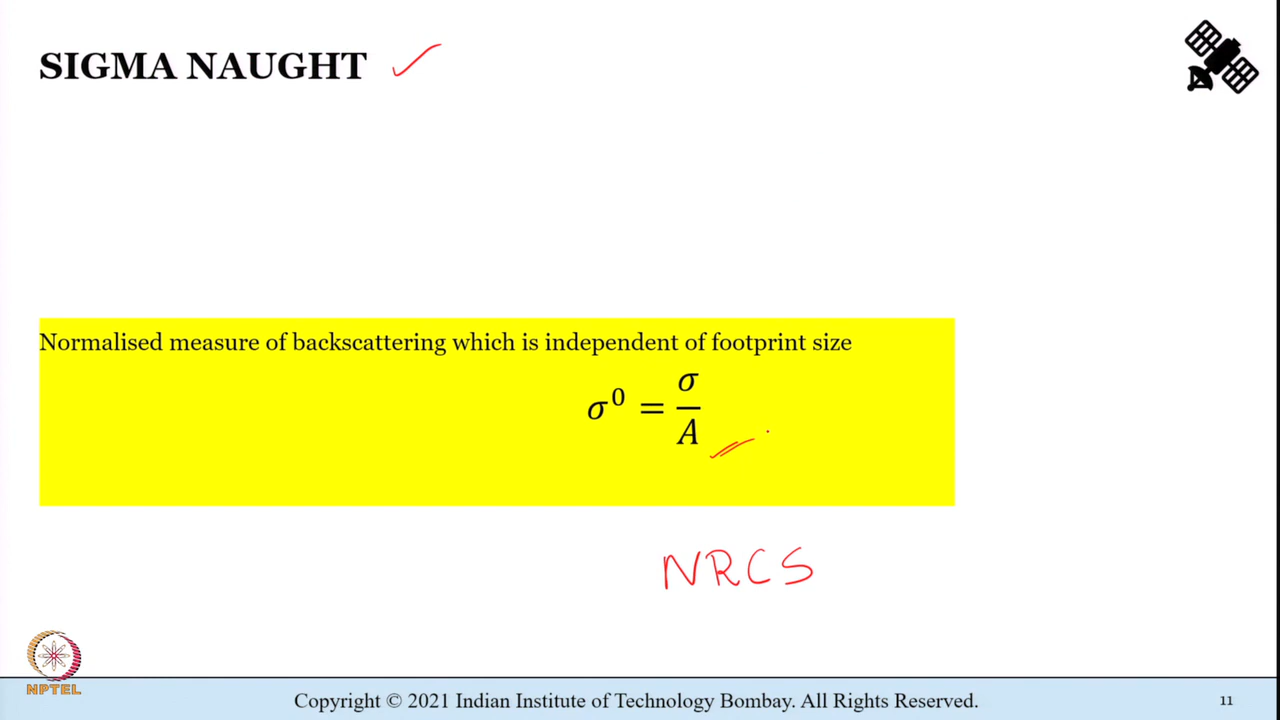 SIGMA NAUGHT
Normalised measure of backscattering which is independent of footprint size
σ⁰ = σ/A
NRCS
NPTEL
Copyright © 2021 Indian Institute of Technology Bombay. All Rights Reserved.
11